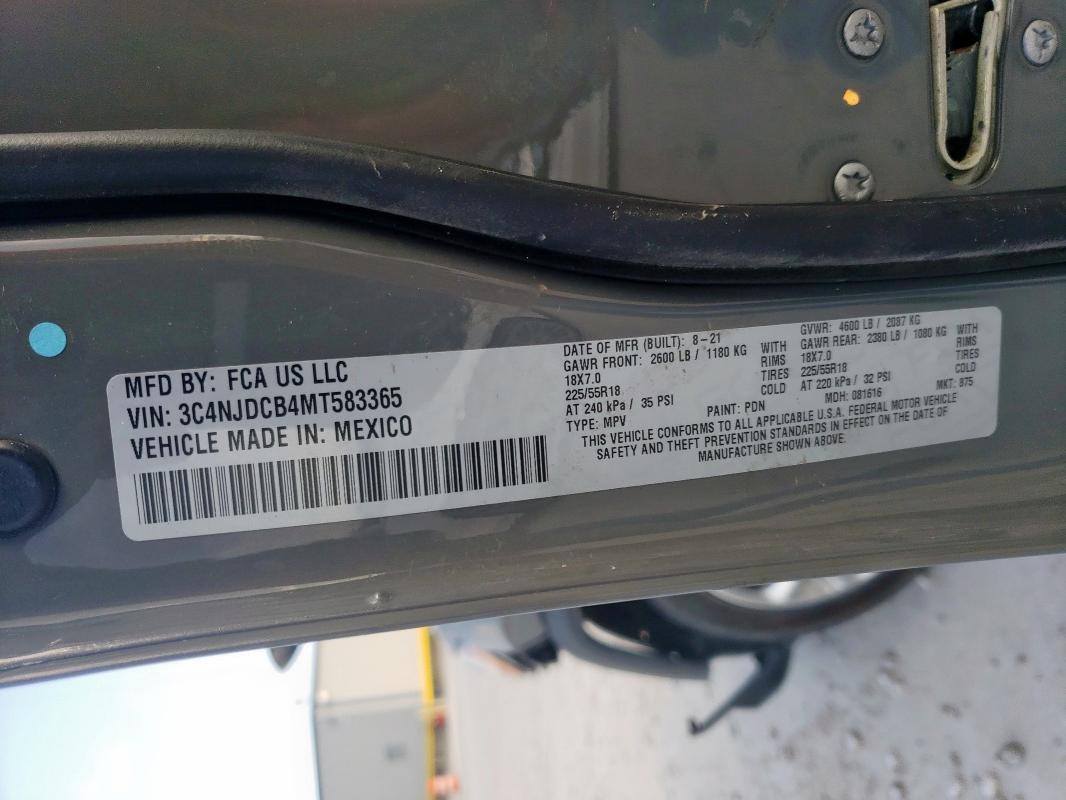 MFD BY: FCA US LLC
VIN: 3C4NJDCB4MT583365
VEHICLE MADE IN: MEXICO
DATE OF MFR (BUILT): 8-21 GVWR: 4600 LB / 2087 KG
GAWR FRONT: 2600 LB / 1180 KG WITH GAWR REAR: 2380 LB / 1080 KG WITH
18X7.0 RIMS 18X7.0 RIMS
225/55R18 TIRES 225/55R18 TIRES
AT 240 kPa / 35 PSI COLD AT 220 kPa / 32 PSI COLD
TYPE: MPV PAINT: PDN MDH: 081616 MKT: 875
THIS VEHICLE CONFORMS TO ALL APPLICABLE U.S.A. FEDERAL MOTOR VEHICLE
SAFETY AND THEFT PREVENTION STANDARDS IN EFFECT ON THE DATE OF
MANUFACTURE SHOWN ABOVE.